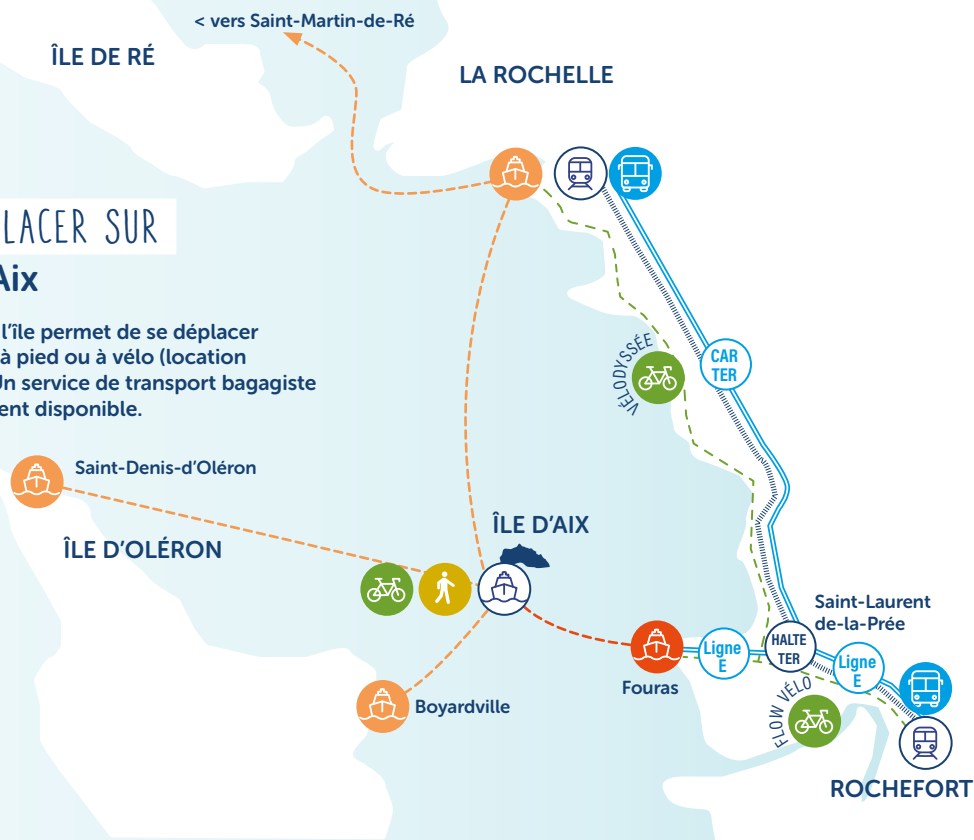 < vers Saint-Martin-de-Ré
ÎLE DE RÉ
LA ROCHELLE
LACER SUR
Aix
l'île permet de se déplacer
à pied ou à vélo (location
Un service de transport bagagiste
ent disponible.
VÉLODYSSÉE
CAR
TER
Saint-Denis-d'Oléron
ÎLE D'OLÉRON
ÎLE D'AIX
Saint-Laurent
de-la-Prée
HALTE
TER
Ligne
E
Ligne
E
Fouras
FLOW VÉLO
Boyardville
ROCHEFORT